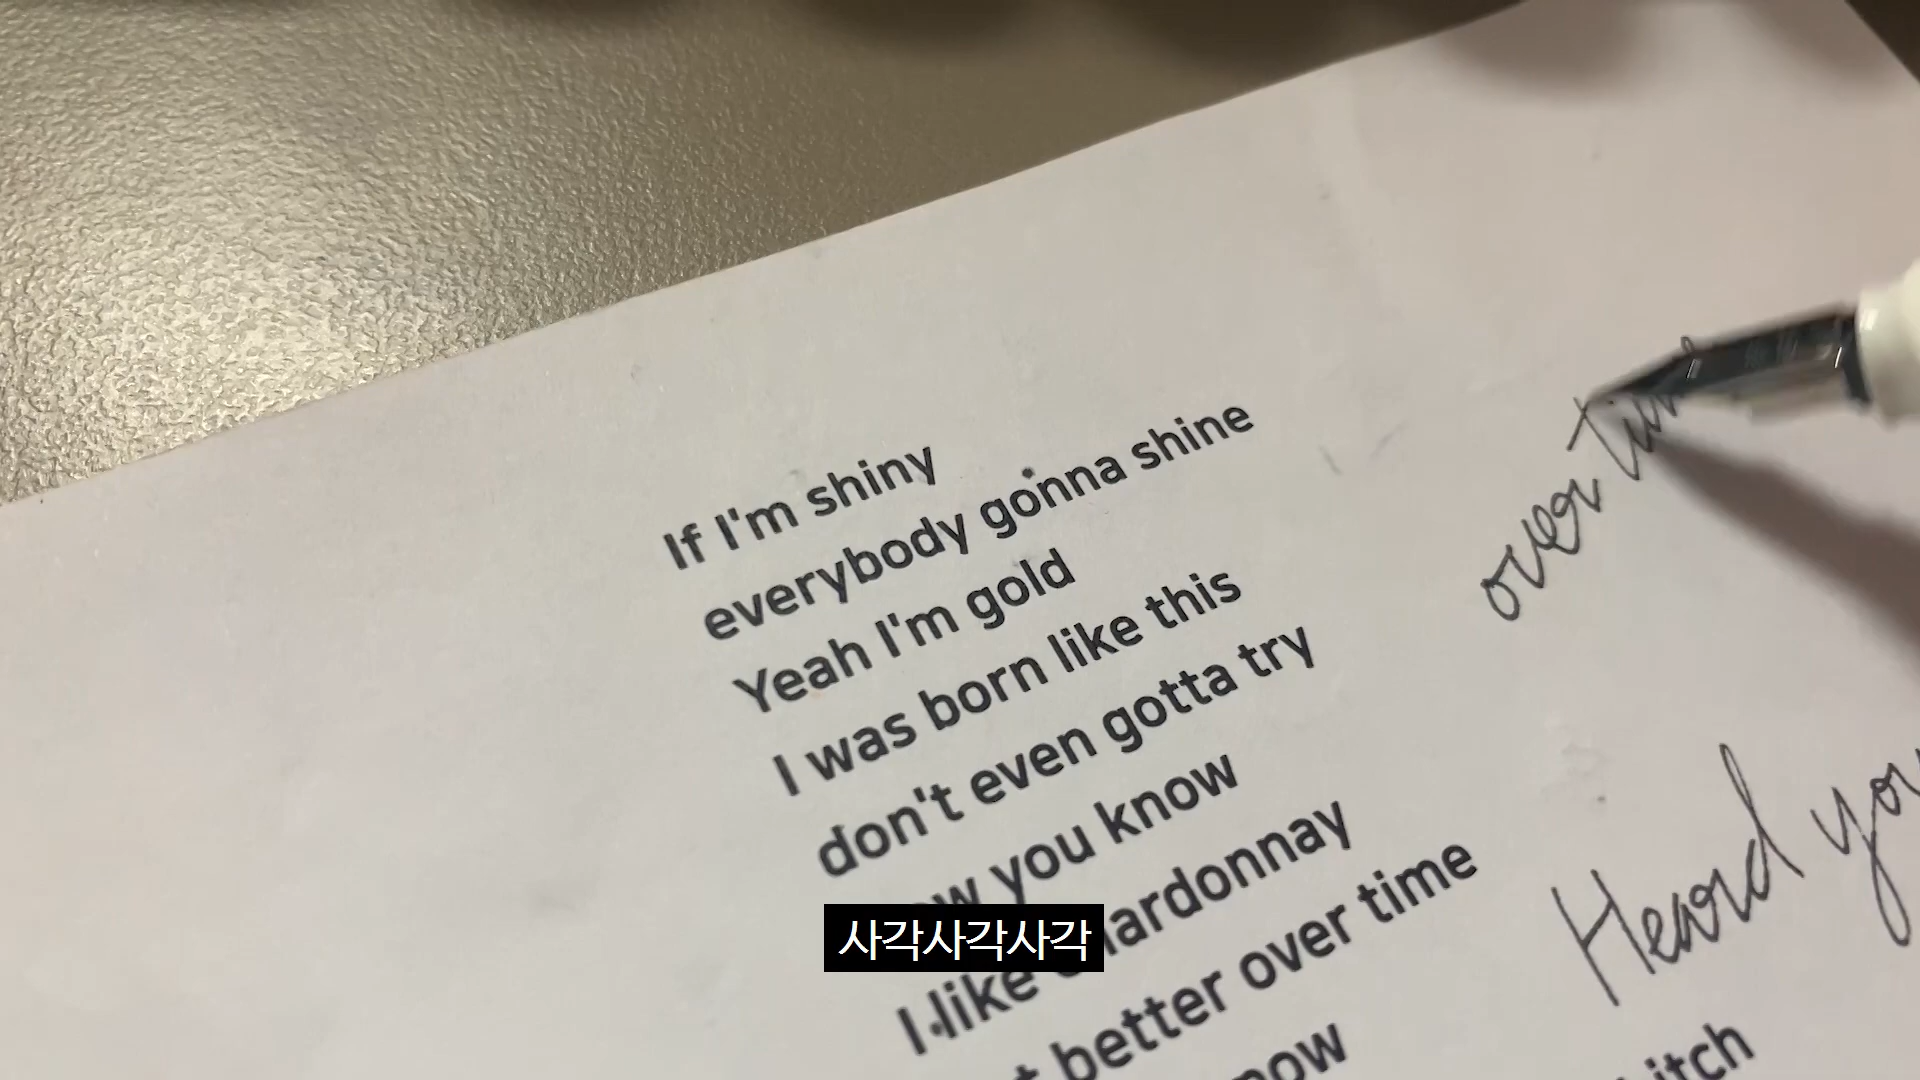 If I'm shiny
everybody gonna shine
Yeah I'm gold
I was born like this
don't even gotta try
you know
I like
better over time
over
Heard
사각사각사각